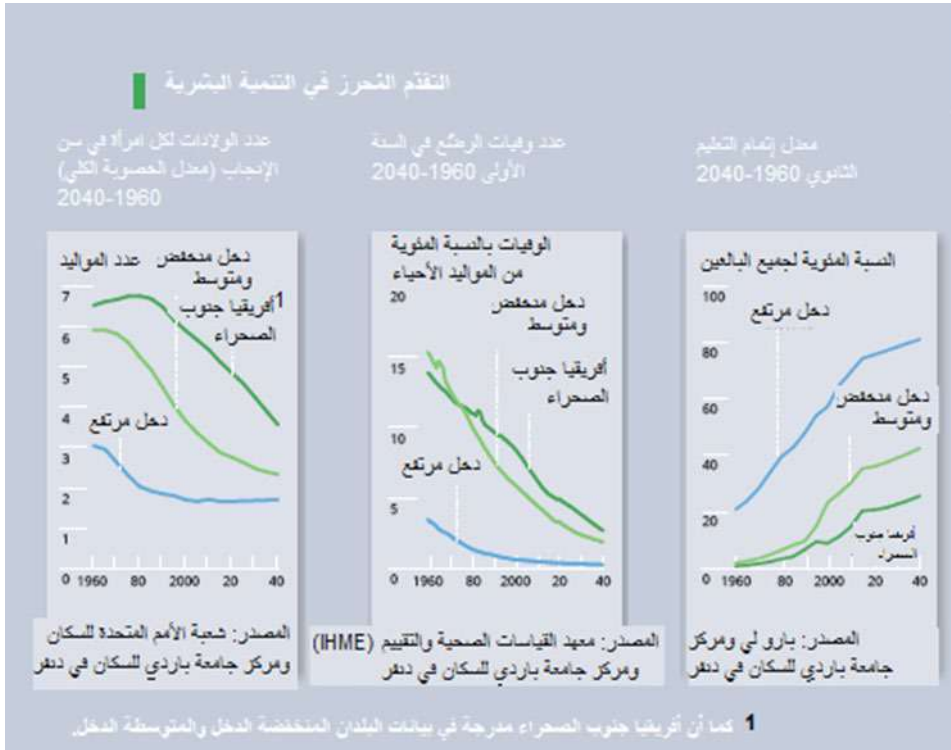 التقدّم المُحرز في التنمية البشرية
عدد الولادات لكل امرأة في سن
الإنجاب (معدل الخصوبة الكلي)
2040-1960
عدد المواليد
دخل منخفض
ومتوسط
1
أفريقيا جنوب
الصحراء
دخل مرتفع
7
6
5
4
3
2
1
0 1960 80 2000 20 40
المصدر: شعبة الأمم المتحدة للسكان
ومركز جامعة باردي للسكان في دنفر
عدد وفيات الرضّع في السنة
الأولى 1960-2040
الوفيات بالنسبة المئوية
من المواليد الأحياء
دخل منخفض
ومتوسط
أفريقيا جنوب
الصحراء
دخل مرتفع
20
15
10
5
0 1960 80 2000 20 40
المصدر: معهد القياسات الصحية والتقييم (IHME)
ومركز جامعة باردي للسكان في دنفر
معدل إتمام التعليم
الثانوي 1960-2040
النسبة المئوية لجميع البالغين
دخل مرتفع
دخل منخفض
ومتوسط
أفريقيا جنوب
الصحراء
100
80
60
40
20
0 1960 80 2000 20 40
المصدر: بارو لي ومركز
جامعة باردي للسكان في دنفر
1 كما أن أفريقيا جنوب الصحراء مدرجة في بيانات البلدان المنخفضة الدخل والمتوسطة الدخل.